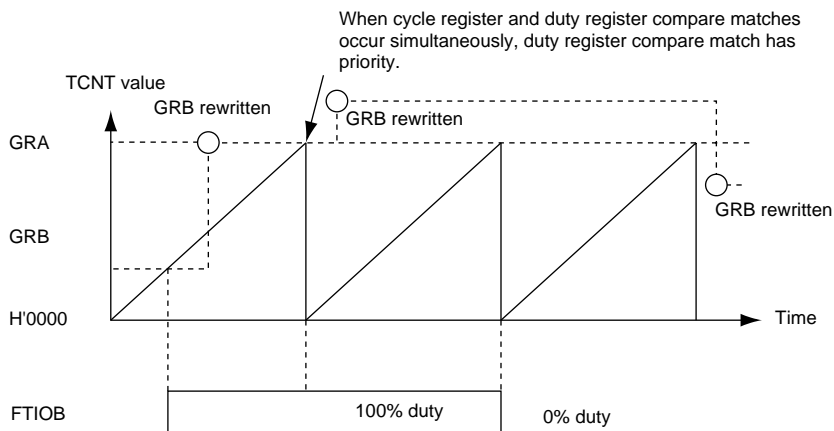 When cycle register and duty register compare matches
occur simultaneously, duty register compare match has
priority.
TCNT value
GRB rewritten
GRB rewritten
GRA
GRB rewritten
GRB
H'0000
Time
FTIOB
100% duty
0% duty